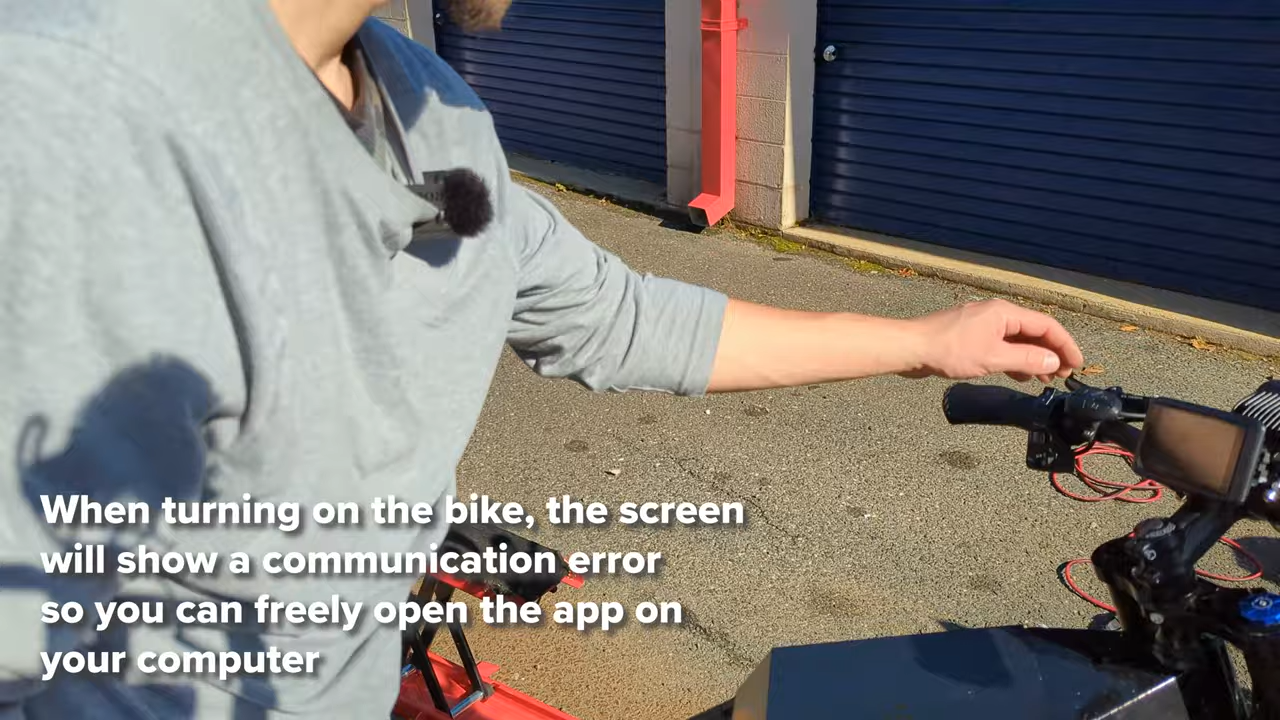 When turning on the bike, the screen
will show a communication error
so you can freely open the app on
your computer